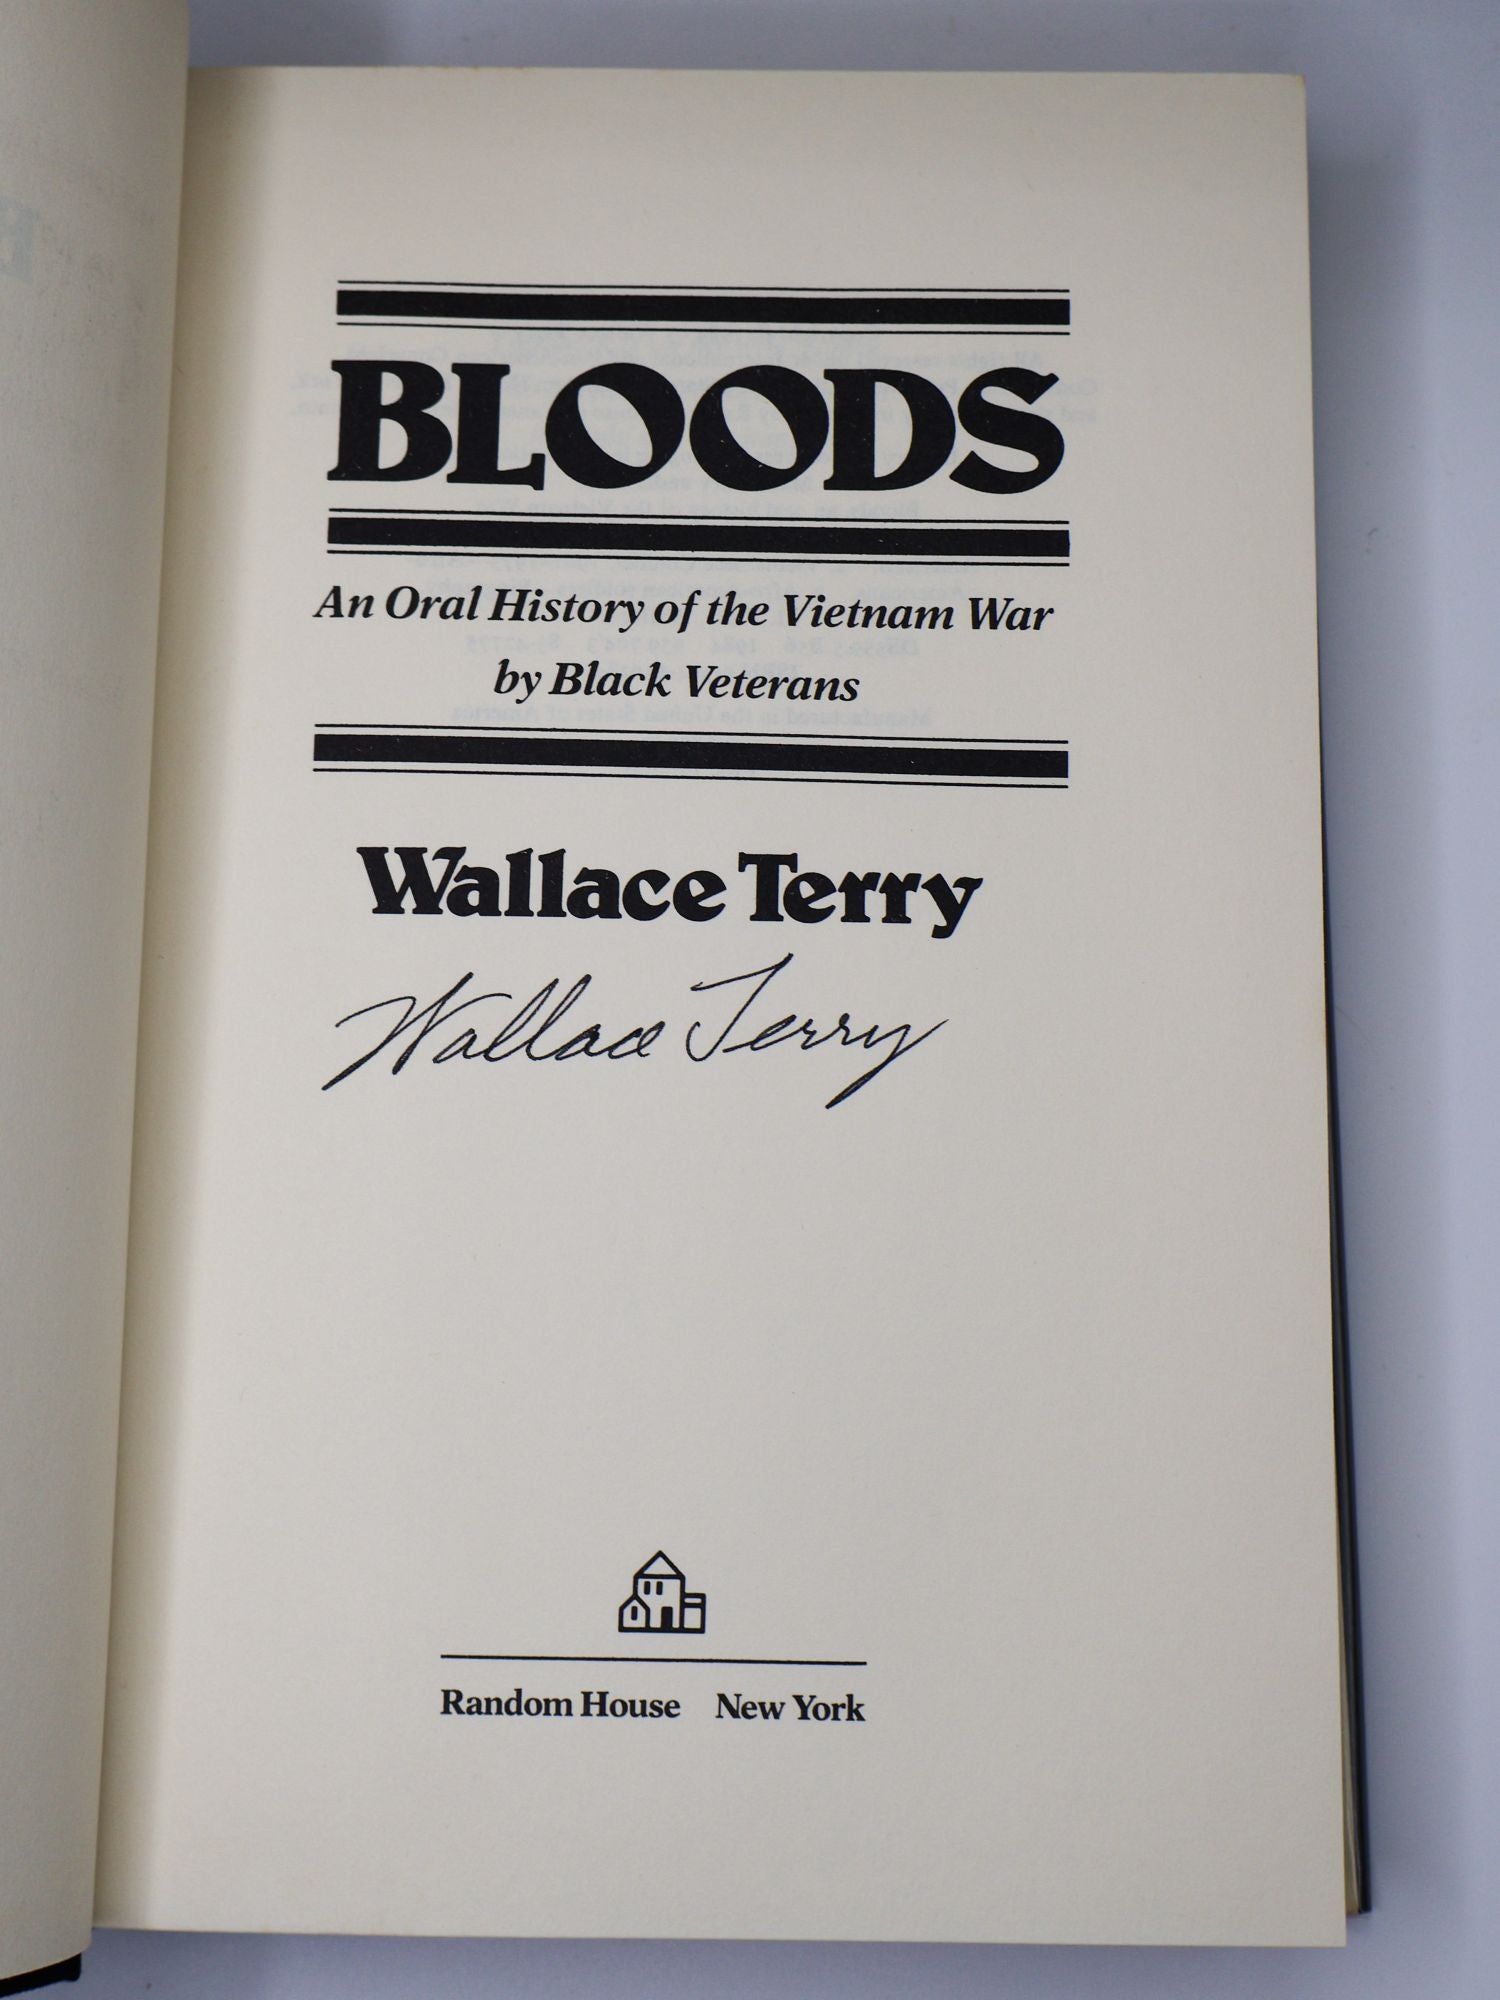 BLOODS
An Oral History of the Vietnam War
by Black Veterans
Wallace Terry
Wallace Terry
Random House New York